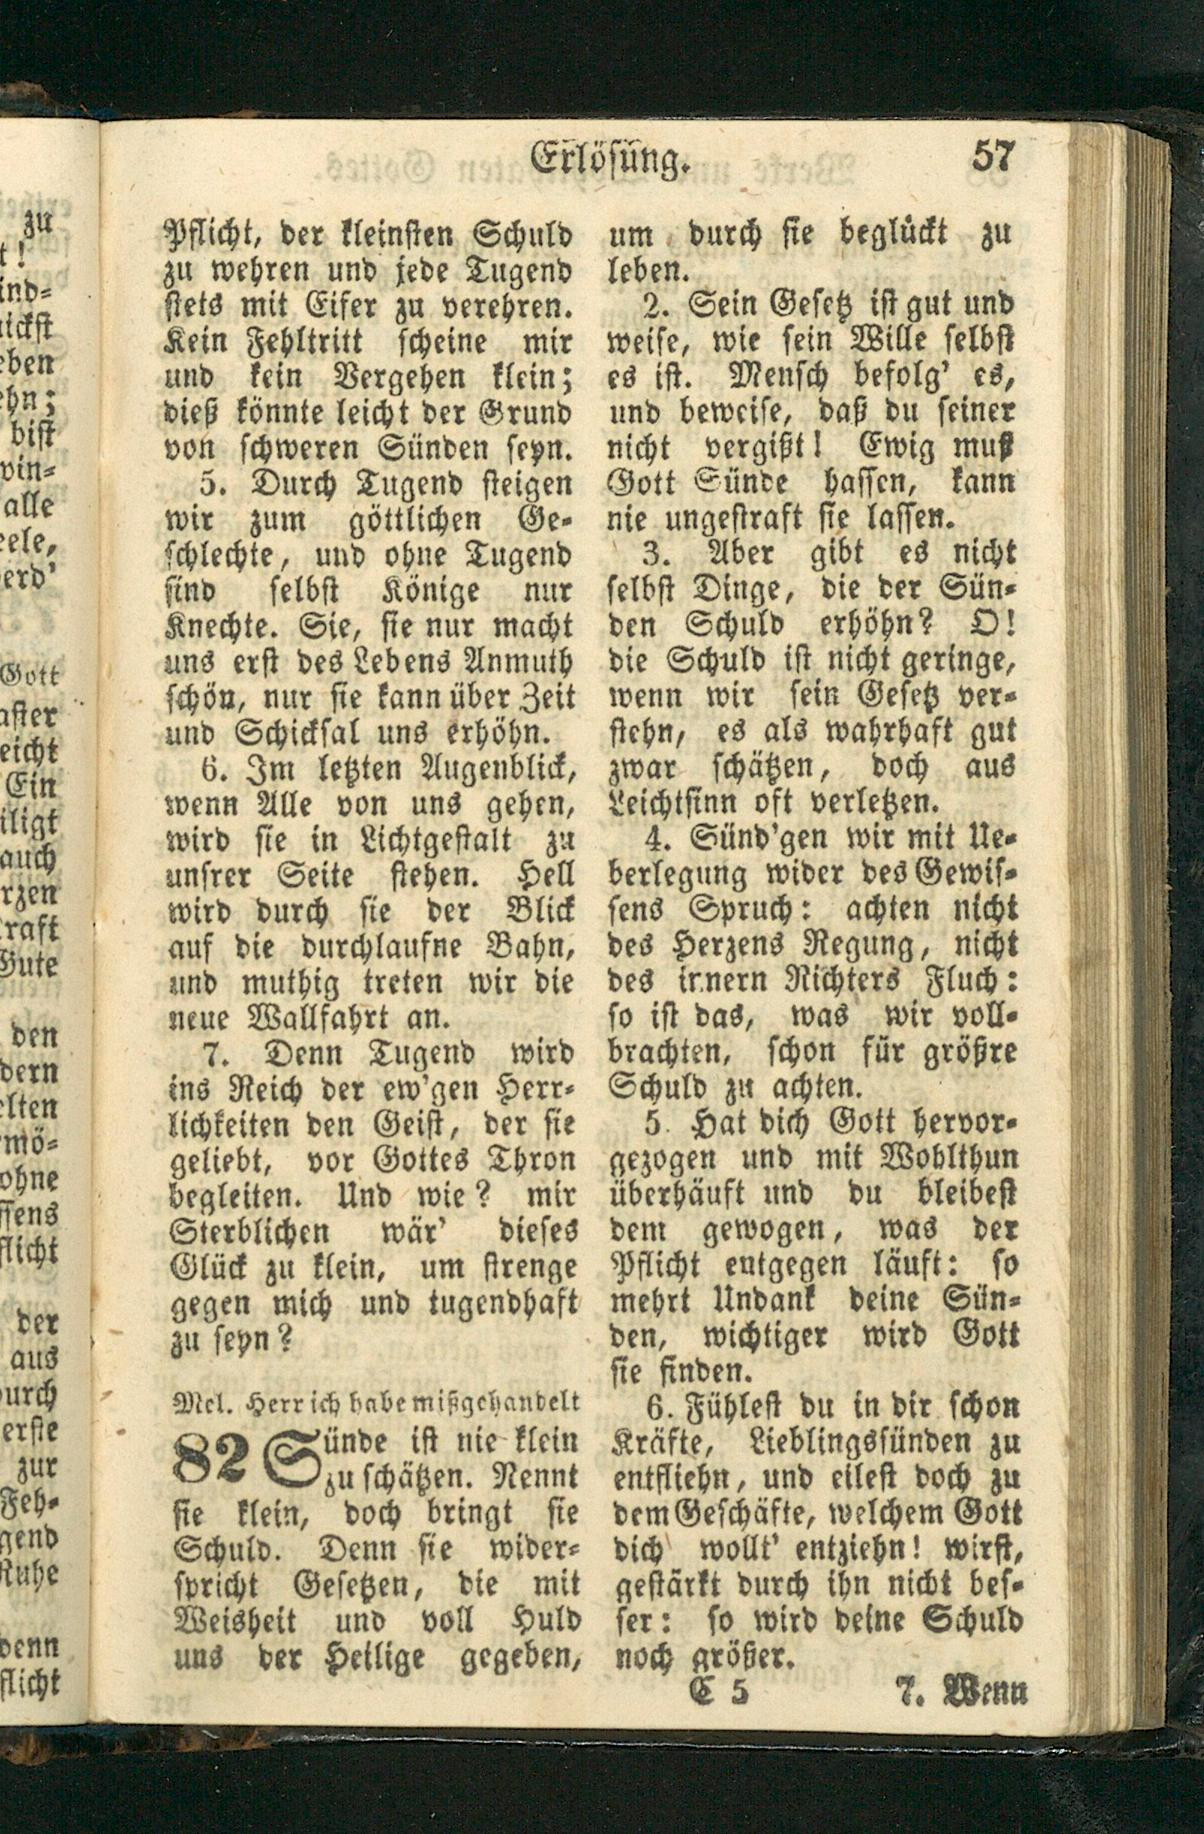 Erlösung. 57
Pflicht, der kleinsten Schuld
zu wehren und jede Tugend
stets mit Eifer zu verehren.
Kein Fehltritt scheine mir
und kein Vergehen klein;
dieß könnte leicht der Grund
von schweren Sünden seyn.
5. Durch Tugend steigen
wir zum göttlichen Ge-
schlechte, und ohne Tugend
sind selbst Könige nur
Knechte. Sie, sie nur macht
uns erst des Lebens Anmuth
schön, nur sie kann über Zeit
und Schicksal uns erhöhn.
6. Im letzten Augenblick,
wenn Alle von uns gehen,
wird sie in Lichtgestalt zu
unsrer Seite stehen. Hell
wird durch sie der Blick
auf die durchlaufne Bahn,
und muthig treten wir die
neue Wallfahrt an.
7. Denn Tugend wird
ins Reich der ew'gen Herr-
lichkeiten den Geist, der sie
geliebt, vor Gottes Thron
begleiten. Und wie? mir
Sterblichen wär' dieses
Glück zu klein, um strenge
gegen mich und tugendhaft
zu seyn?
Mel. Herr ich habe mißgehandelt
82 Sünde ist nie klein
zu schätzen. Nennt
sie klein, doch bringt sie
Schuld. Denn sie wider-
spricht Gesetzen, die mit
Weisheit und voll Huld
uns der Heilige gegeben,
um durch sie beglückt zu
leben.
2. Sein Gesetz ist gut und
weise, wie sein Wille selbst
es ist. Mensch befolg' es,
und beweise, daß du seiner
nicht vergißt! Ewig muß
Gott Sünde hassen, kann
nie ungestraft sie lassen.
3. Aber gibt es nicht
selbst Dinge, die der Sün-
den Schuld erhöhn? O!
die Schuld ist nicht geringe,
wenn wir sein Gesetz ver-
stehn, es als wahrhaft gut
zwar schätzen, doch aus
Leichtsinn oft verletzen.
4. Sünd'gen wir mit Ue-
berlegung wider des Gewis-
sens Spruch: achten nicht
des Herzens Regung, nicht
des innern Richters Fluch:
so ist das, was wir voll-
brachten, schon für größre
Schuld zu achten.
5. Hat dich Gott hervor-
gezogen und mit Wohlthun
überhäuft und du bleibest
dem gewogen, was der
Pflicht entgegen läuft: so
mehrt Undank deine Sün-
den, wichtiger wird Gott
sie finden.
6. Fühlest du in dir schon
Kräfte, Lieblingssünden zu
entfliehn, und eilest doch zu
dem Geschäfte, welchem Gott
dich wollt' entziehn! wirst,
gestärkt durch ihn nicht bes-
ser: so wird deine Schuld
noch größer.
C 5 7. Wenn